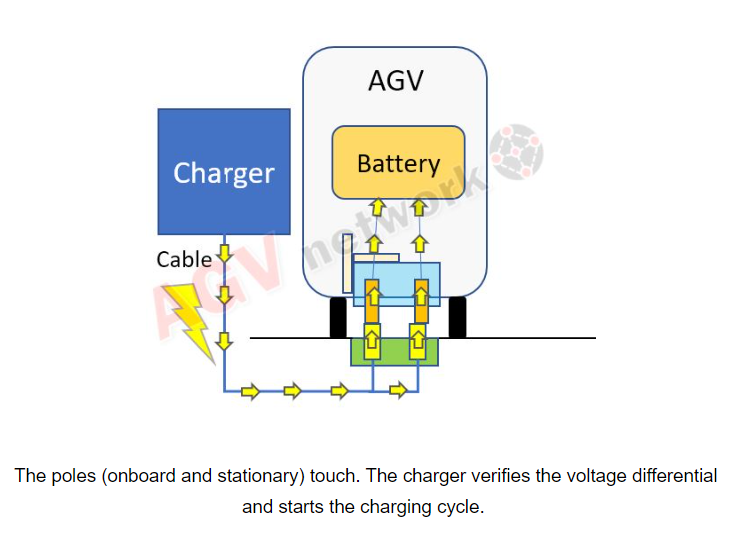 AGV
Charger
Battery
Cable
AGV network
The poles (onboard and stationary) touch. The charger verifies the voltage differential
and starts the charging cycle.